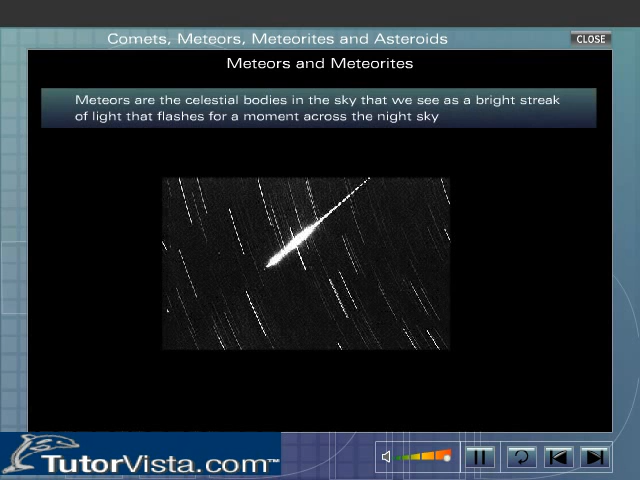 Comets, Meteors, Meteorites and Asteroids
CLOSE
Meteors and Meteorites
Meteors are the celestial bodies in the sky that we see as a bright streak
of light that flashes for a moment across the night sky
TutorVista.com™